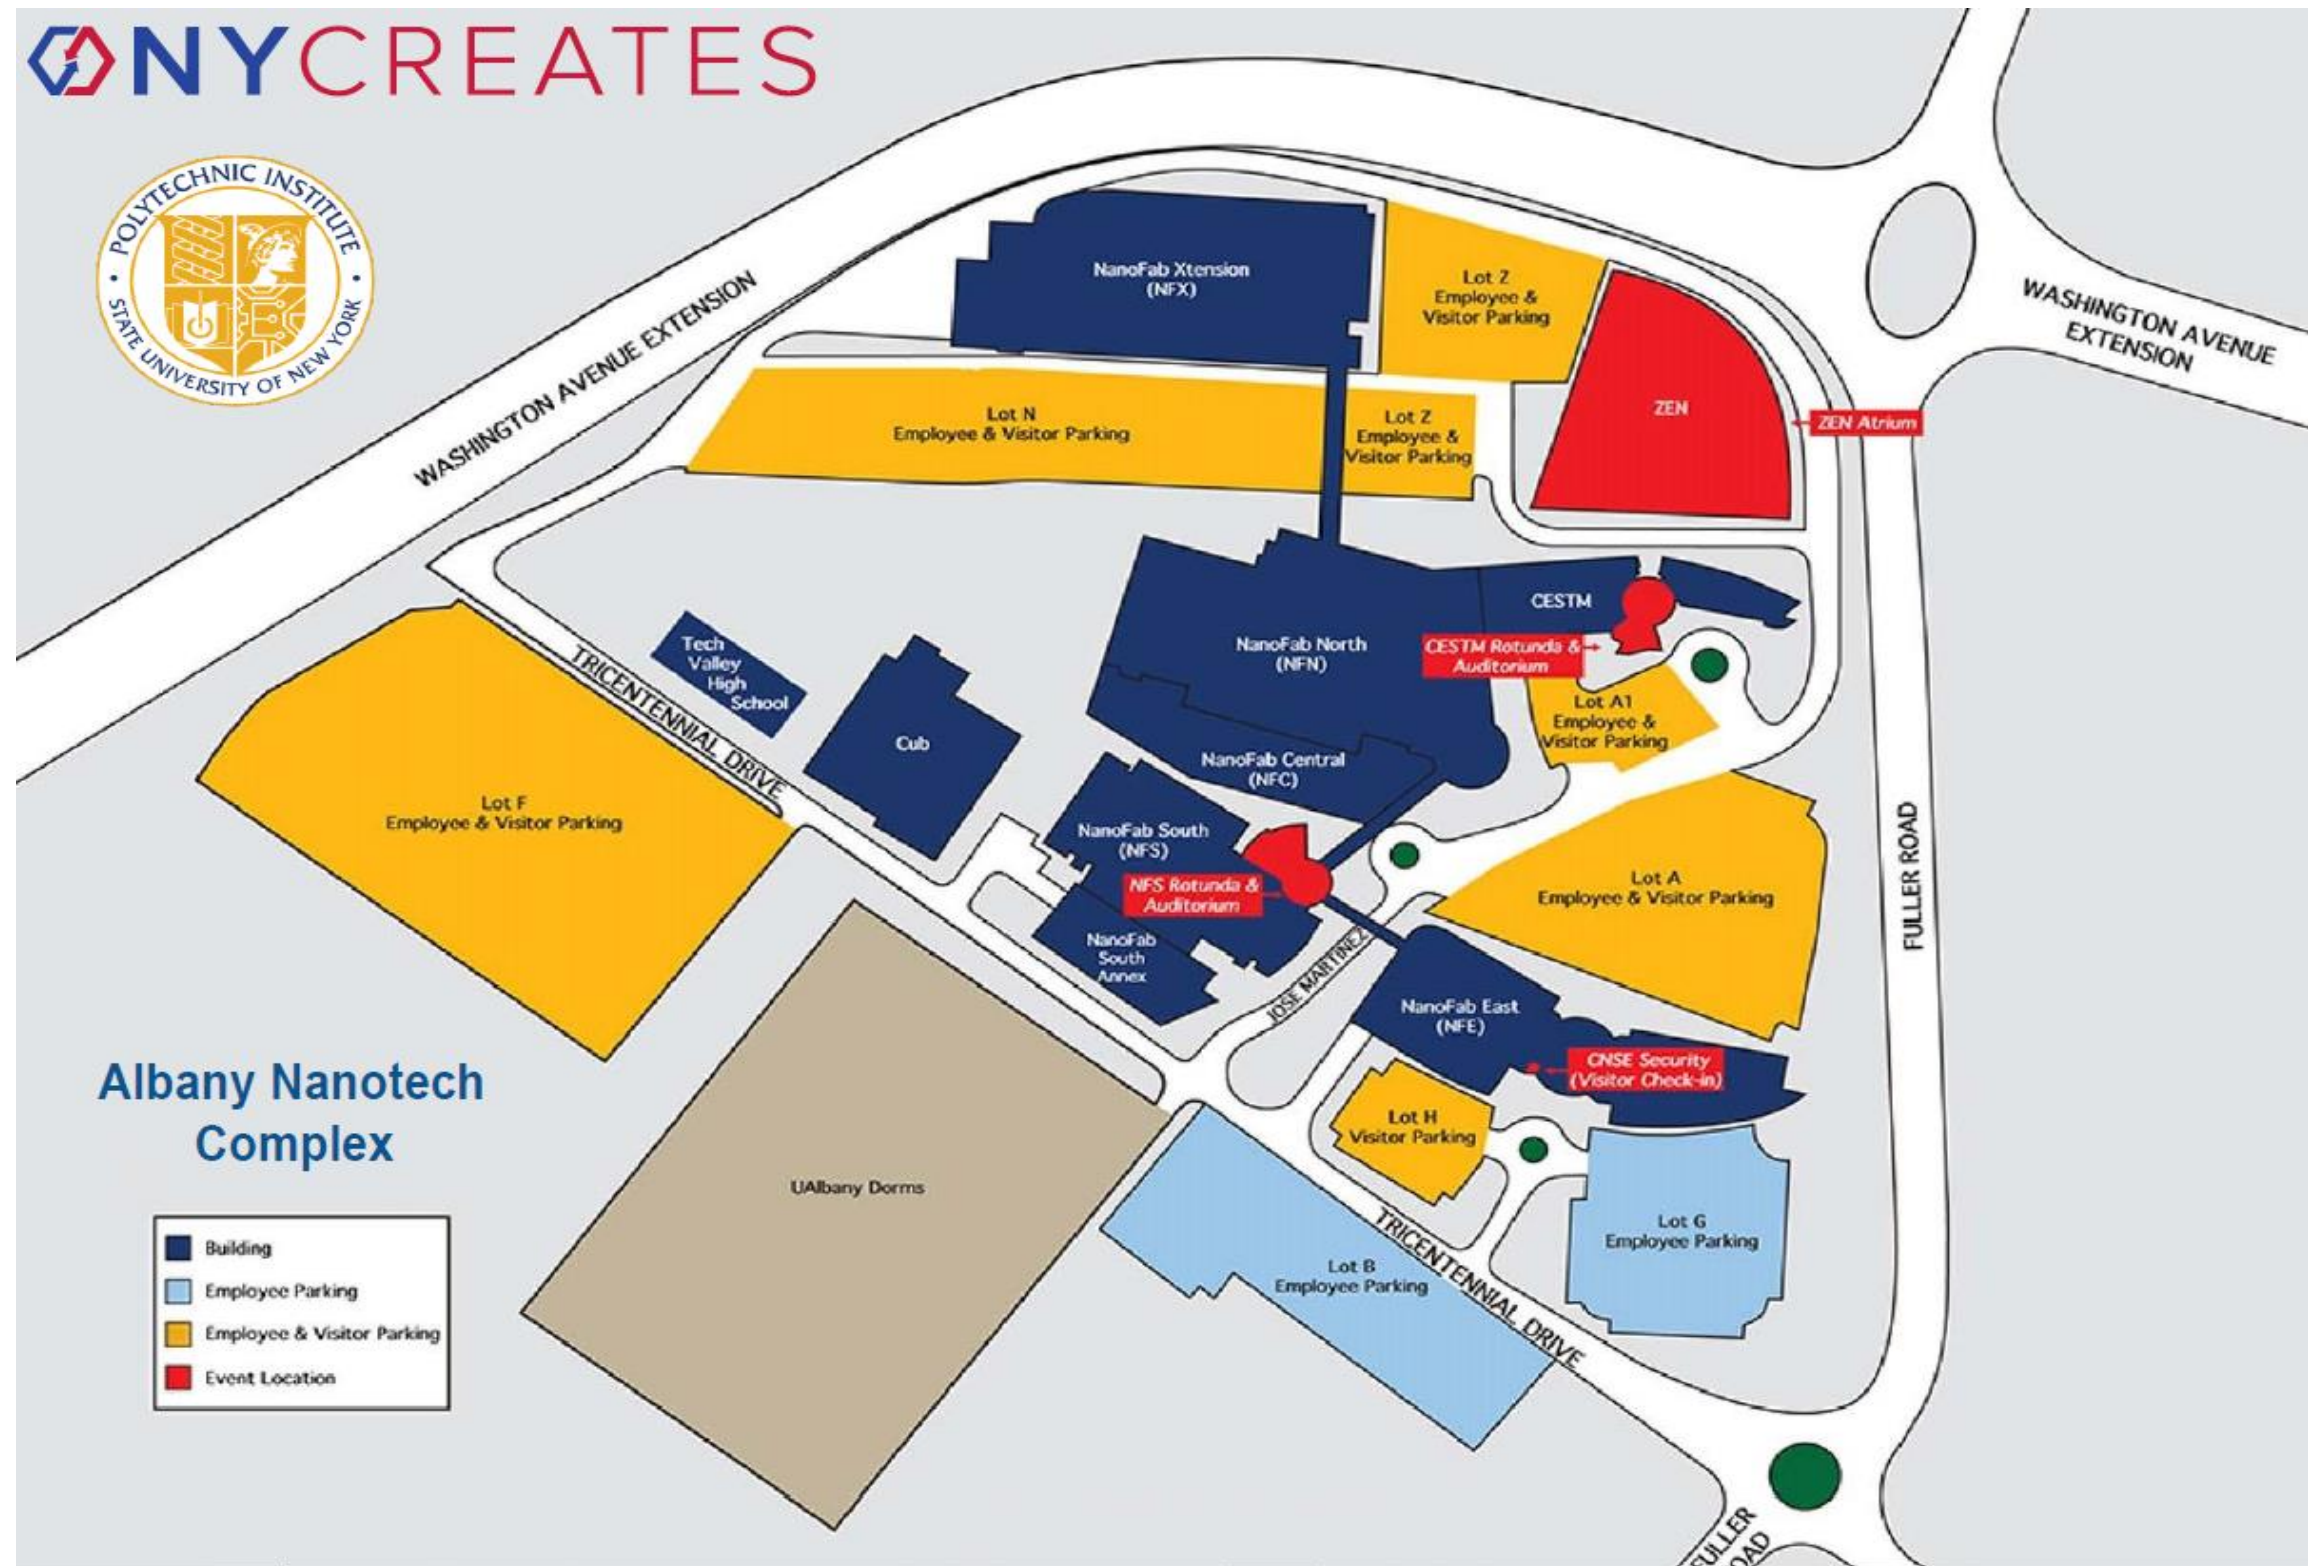 NYCREATES
POLYTECHNIC INSTITUTE
STATE UNIVERSITY OF NEW YORK
WASHINGTON AVENUE EXTENSION
WASHINGTON AVENUE
EXTENSION
NanoFab Xtension
(NFX)
Lot Z
Employee &
Visitor Parking
ZEN
ZEN Atrium
Lot N
Employee & Visitor Parking
Lot Z
Employee &
Visitor Parking
CESTM
CESTM Rotunda &
Auditorium
NanoFab North
(NFN)
Tech
Valley
High
School
TRICENTENNIAL DRIVE
Cub
Lot A1
Employee &
Visitor Parking
NanoFab Central
(NFC)
Lot F
Employee & Visitor Parking
NanoFab South
(NFS)
NFS Rotunda &
Auditorium
Lot A
Employee & Visitor Parking
FULLER ROAD
NanoFab
South
Annex
JOSE MARTINEZ
NanoFab East
(NFE)
CNSE Security
(Visitor Check-in)
Lot H
Visitor Parking
Albany Nanotech
Complex
UAlbany Dorms
Lot G
Employee Parking
Lot B
Employee Parking
TRICENTENNIAL DRIVE
Building
Employee Parking
Employee & Visitor Parking
Event Location
FULLER
OAD